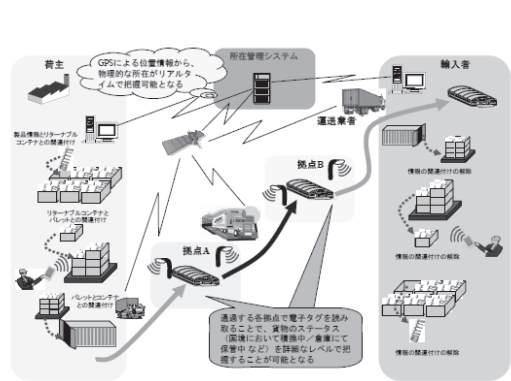 荷主
GPSによる位置情報から、
物理的な所在がリアルタ
イムで把握可能となる
所在管理システム
輸入者
運送業者
製品情報とリターナブル
コンテナとの関連付け
拠点B
情報の関連付けの解除
リターナブルコンテナと
パレットとの関連付け
拠点A
情報の関連付けの解除
パレットとコンテナ
との関連付け
通過する各拠点で電子タグを読み
取ることで、貨物のステータス
（国境において積換中／倉庫にて
保管中 など）を詳細なレベルで把
握することが可能となる
情報の関連付けの解除